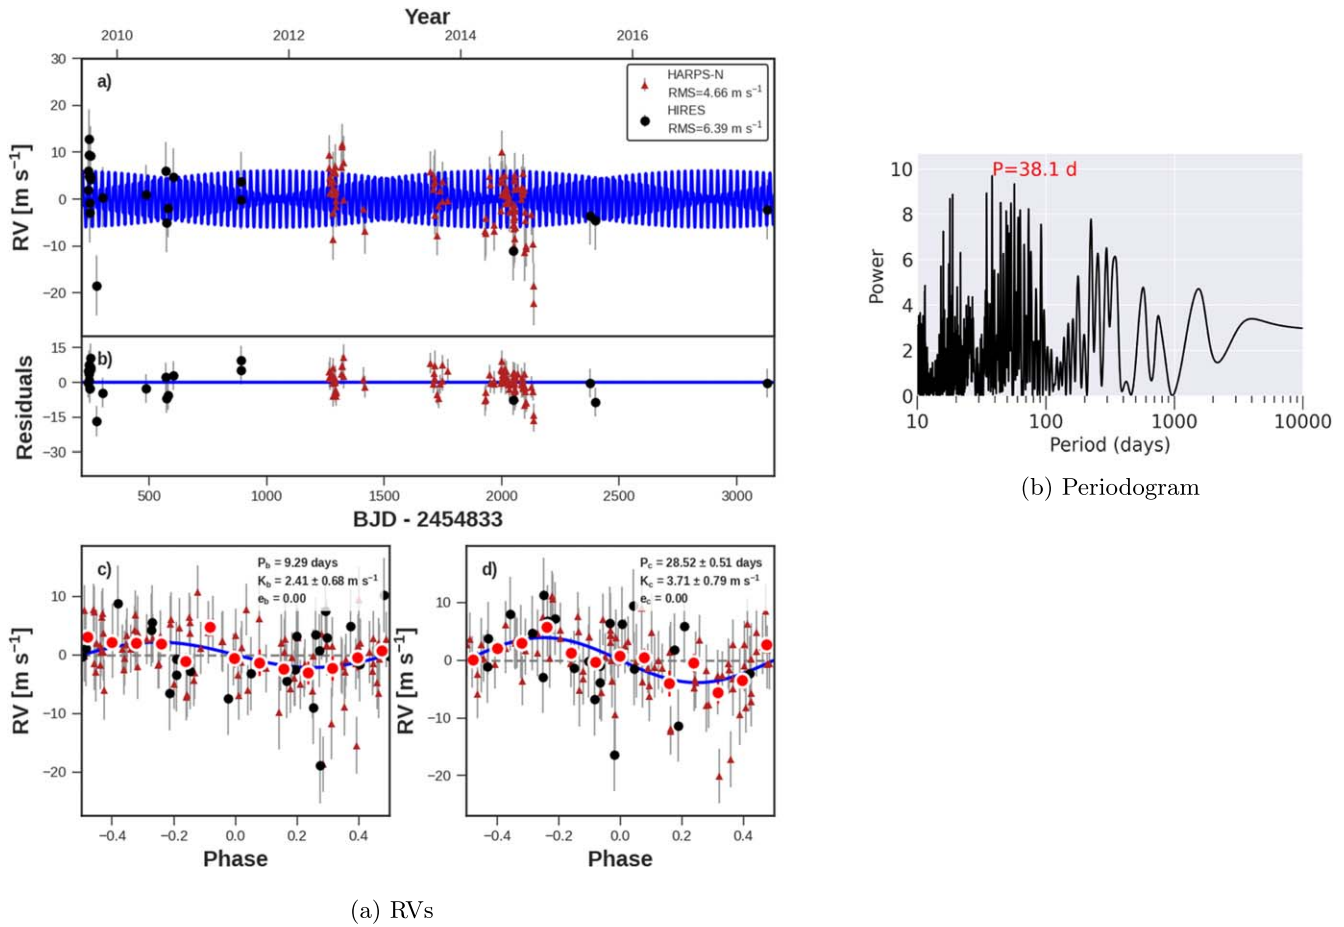 Year
2010 2012 2014 2016
a)
HARPS-N
RMS=4.66 m s⁻¹
HIRES
RMS=6.39 m s⁻¹
30
20
10
0
−10
−20
RV [m s⁻¹]
b)
15
0
−15
−30
Residuals
500 1000 1500 2000 2500 3000
BJD - 2454833
c)
P_b = 9.29 days
K_b = 2.41 ± 0.68 m s⁻¹
e_b = 0.00
10
0
−10
−20
RV [m s⁻¹]
−0.4 −0.2 0.0 0.2 0.4
Phase
d)
P_c = 28.52 ± 0.51 days
K_c = 3.71 ± 0.79 m s⁻¹
e_c = 0.00
10
0
−10
−20
RV [m s⁻¹]
−0.4 −0.2 0.0 0.2 0.4
Phase
(a) RVs
P=38.1 d
10
8
6
4
2
0
Power
10 100 1000 10000
Period (days)
(b) Periodogram